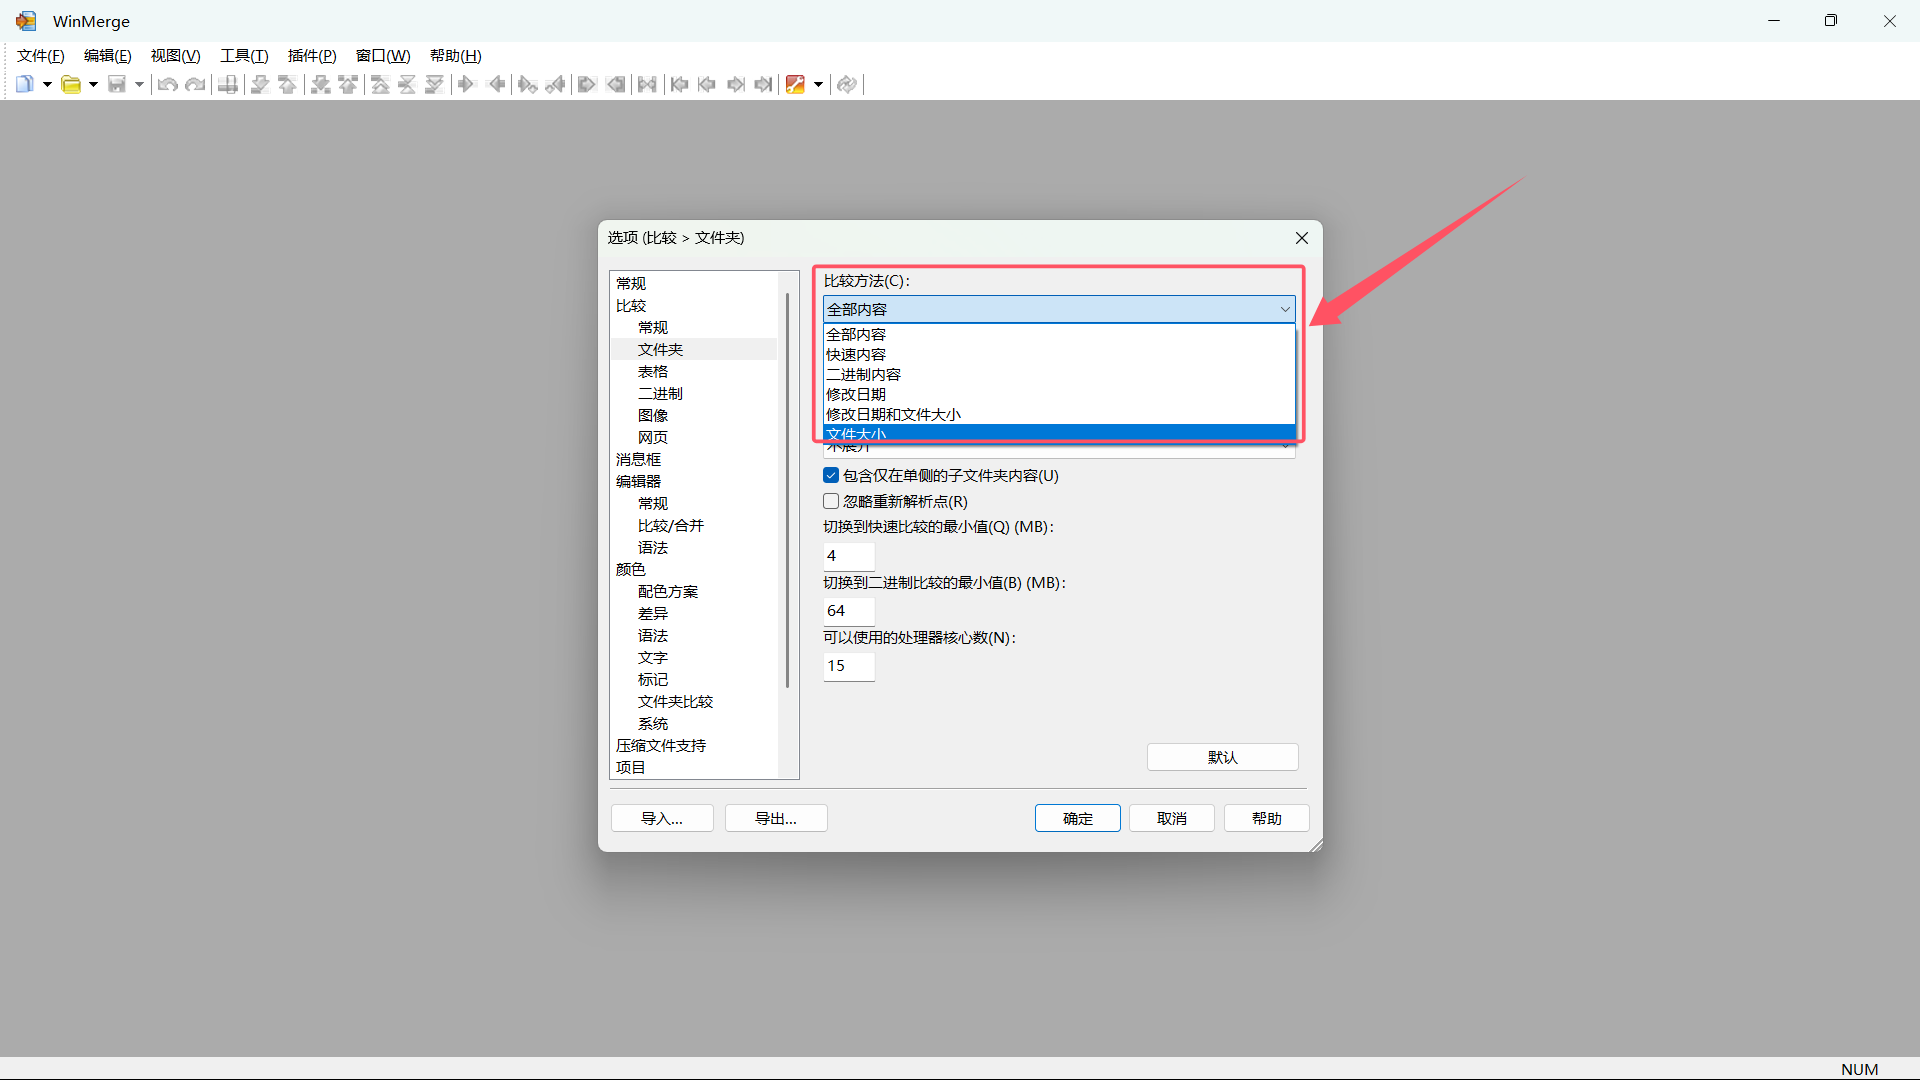 WinMerge
文件(F) 编辑(E) 视图(V) 工具(T) 插件(P) 窗口(W) 帮助(H)
选项 (比较 > 文件夹)
常规
比较
常规
文件夹
表格
二进制
图像
网页
消息框
编辑器
常规
比较/合并
语法
颜色
配色方案
差异
语法
文字
标记
文件夹比较
系统
压缩文件支持
项目
比较方法(C):
全部内容
全部内容
快速内容
二进制内容
修改日期
修改日期和文件大小
文件大小
不展开
包含仅在单侧的子文件夹内容(U)
忽略重新解析点(R)
切换到快速比较的最小值(Q) (MB):
4
切换到二进制比较的最小值(B) (MB):
64
可以使用的处理器核心数(N):
15
默认
导入... 导出... 确定 取消 帮助
NUM